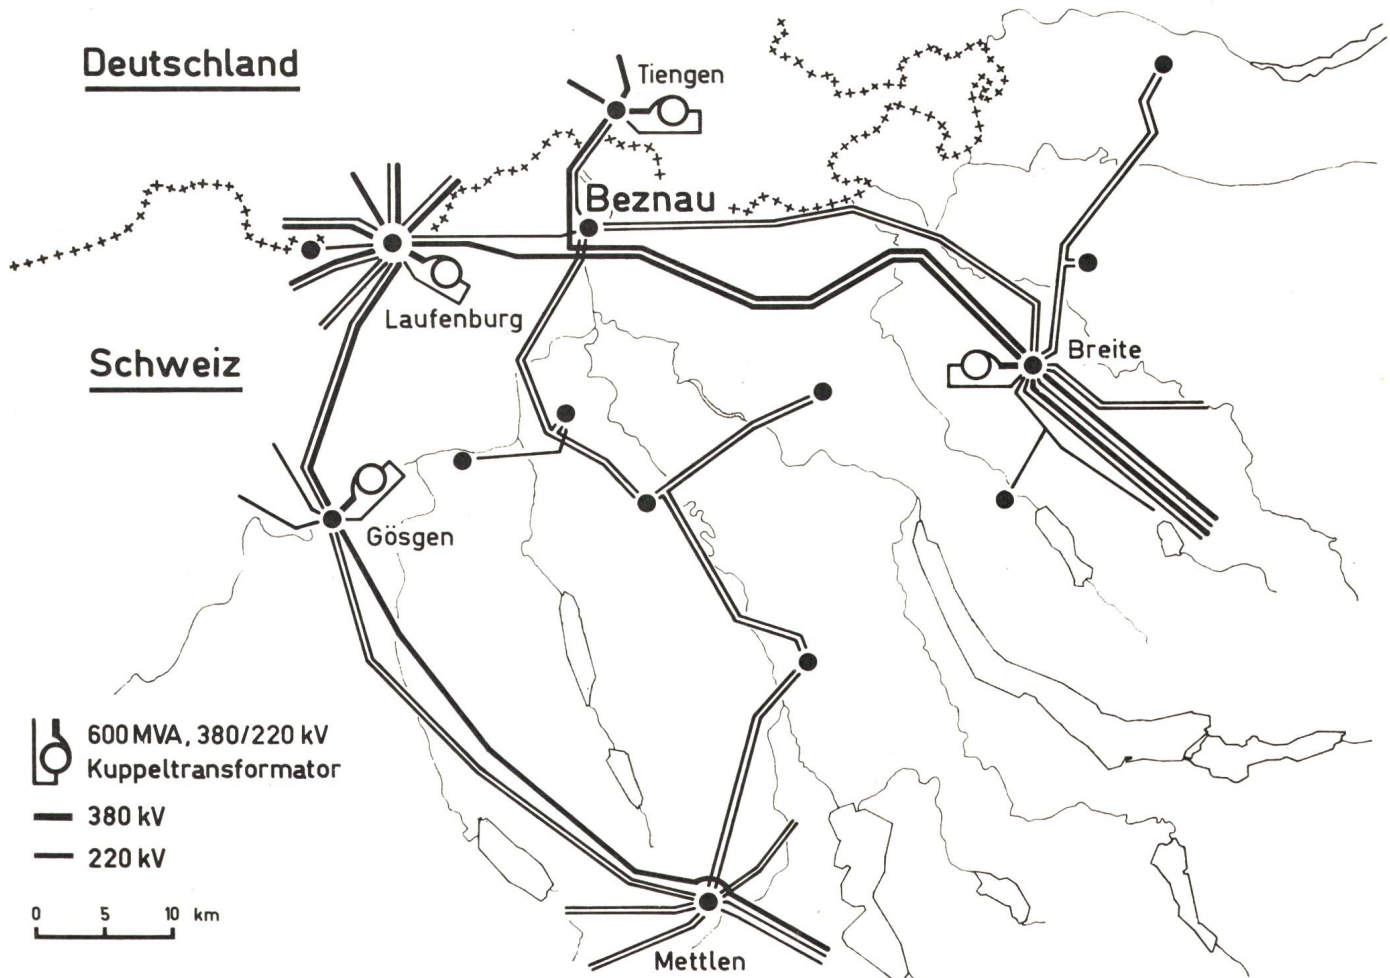 Deutschland
Tiengen
Beznau
Laufenburg
Schweiz
Breite
Gösgen
600 MVA, 380/220 kV
Kuppeltransformator
380 kV
220 kV
0 5 10 km
Mettlen